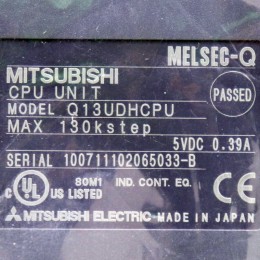 MELSEC-Q
MITSUBISHI
CPU UNIT
PASSED
MODEL Q13UDHCPU
MAX 130kstep
5VDC 0.39A
SERIAL 100711102065033-B
C UL US LISTED 80M1 IND. CONT. EQ. CE
MITSUBISHI ELECTRIC MADE IN JAPAN